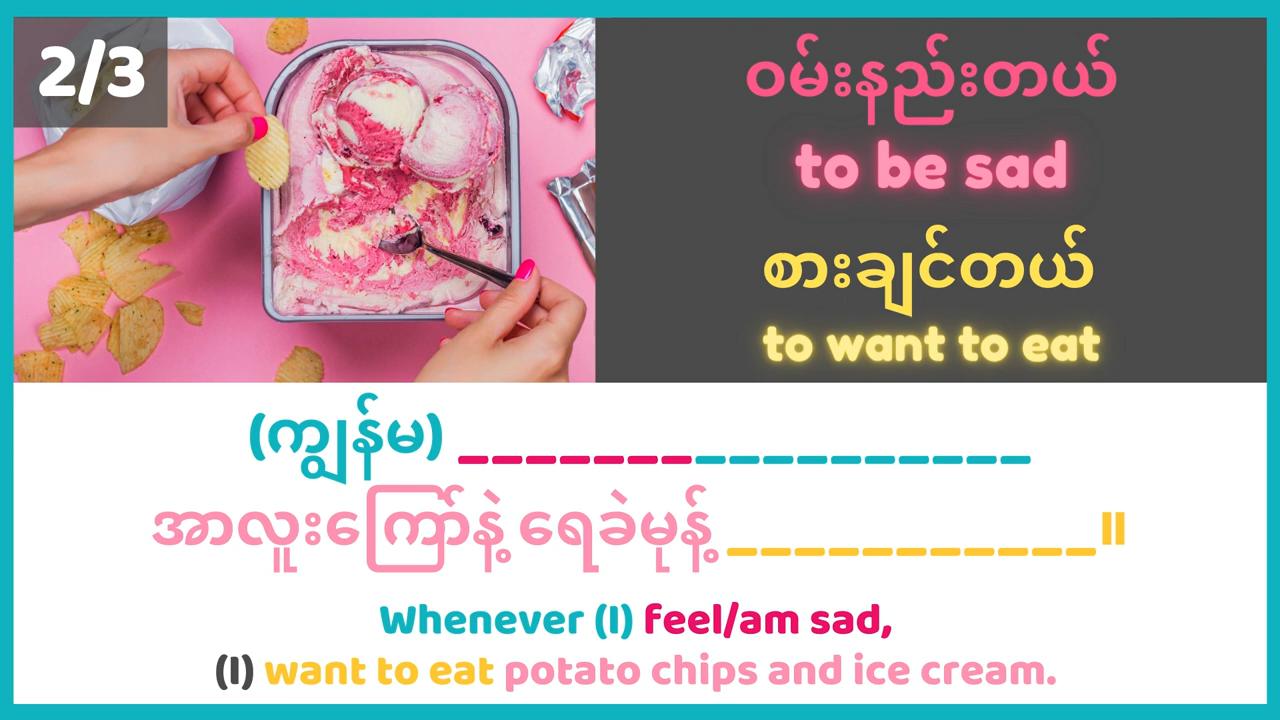 2/3
ဝမ်းနည်းတယ်
to be sad
စားချင်တယ်
to want to eat
(ကျွန်မ) _________________
အာလူးကြော်နဲ့ ရေခဲမုန့် ___________။
Whenever (I) feel/am sad,
(I) want to eat potato chips and ice cream.